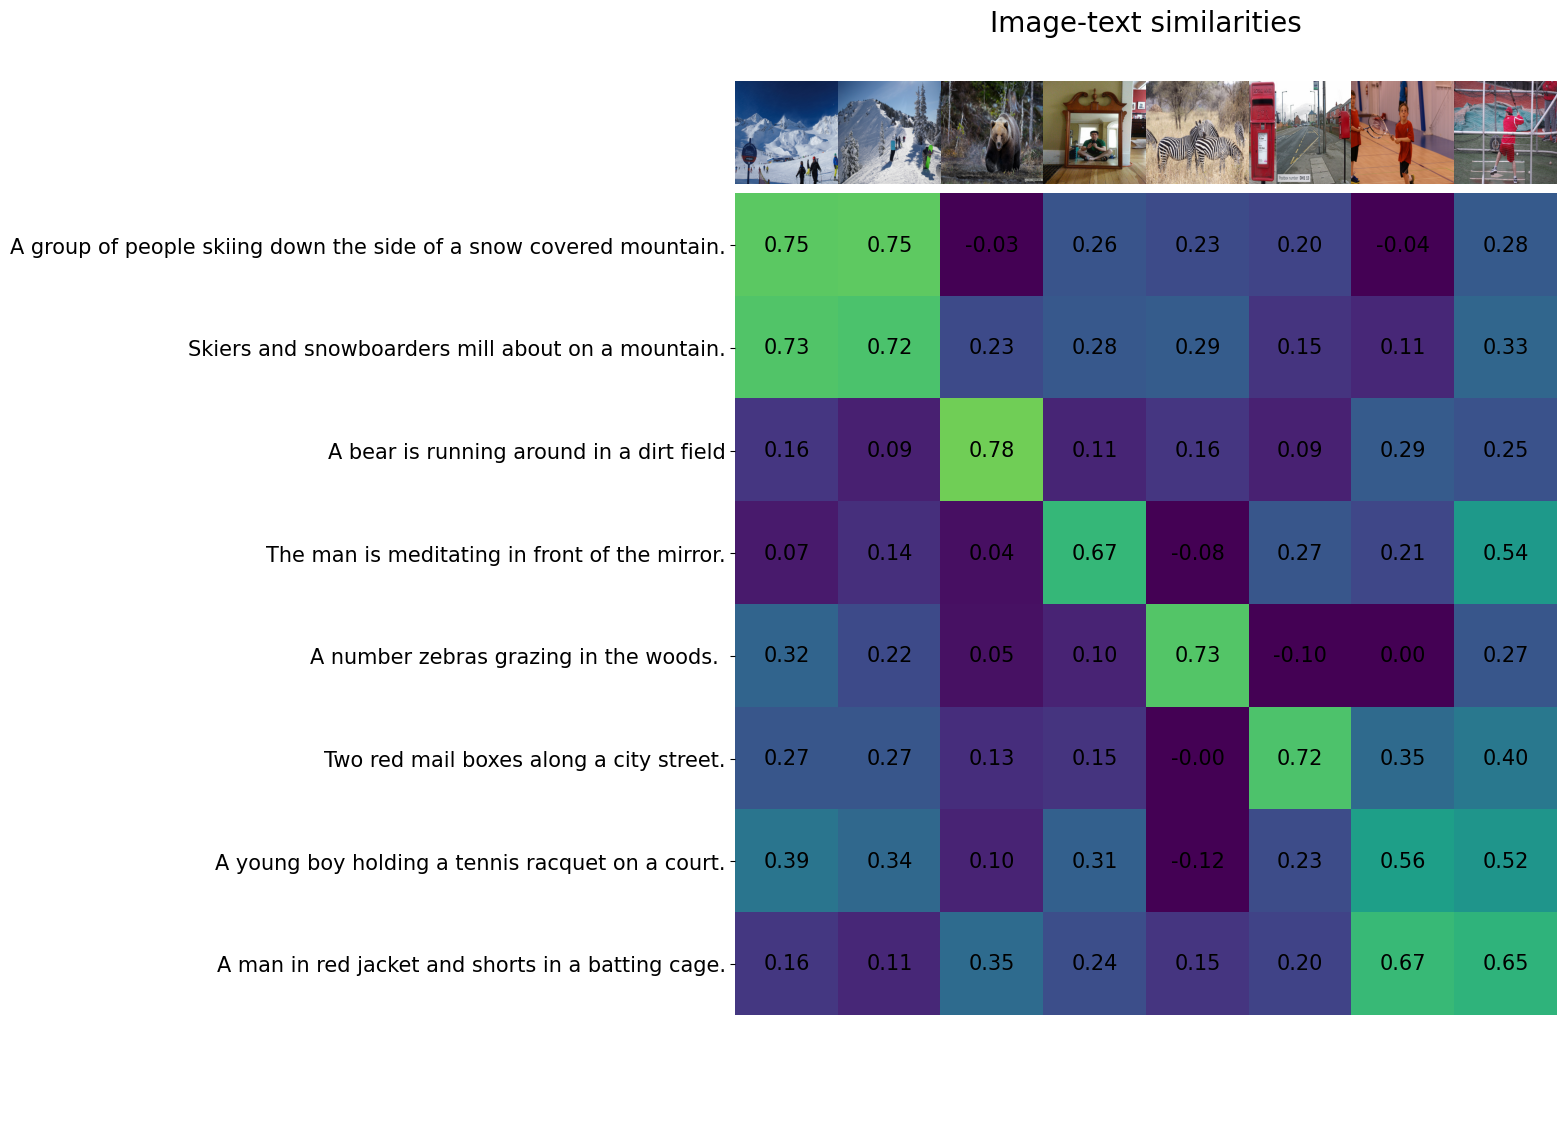 Image-text similarities
A group of people skiing down the side of a snow covered mountain. 0.75 0.75 -0.03 0.26 0.23 0.20 -0.04 0.28
Skiers and snowboarders mill about on a mountain. 0.73 0.72 0.23 0.28 0.29 0.15 0.11 0.33
A bear is running around in a dirt field 0.16 0.09 0.78 0.11 0.16 0.09 0.29 0.25
The man is meditating in front of the mirror. 0.07 0.14 0.04 0.67 -0.08 0.27 0.21 0.54
A number zebras grazing in the woods. 0.32 0.22 0.05 0.10 0.73 -0.10 0.00 0.27
Two red mail boxes along a city street. 0.27 0.27 0.13 0.15 -0.00 0.72 0.35 0.40
A young boy holding a tennis racquet on a court. 0.39 0.34 0.10 0.31 -0.12 0.23 0.56 0.52
A man in red jacket and shorts in a batting cage. 0.16 0.11 0.35 0.24 0.15 0.20 0.67 0.65